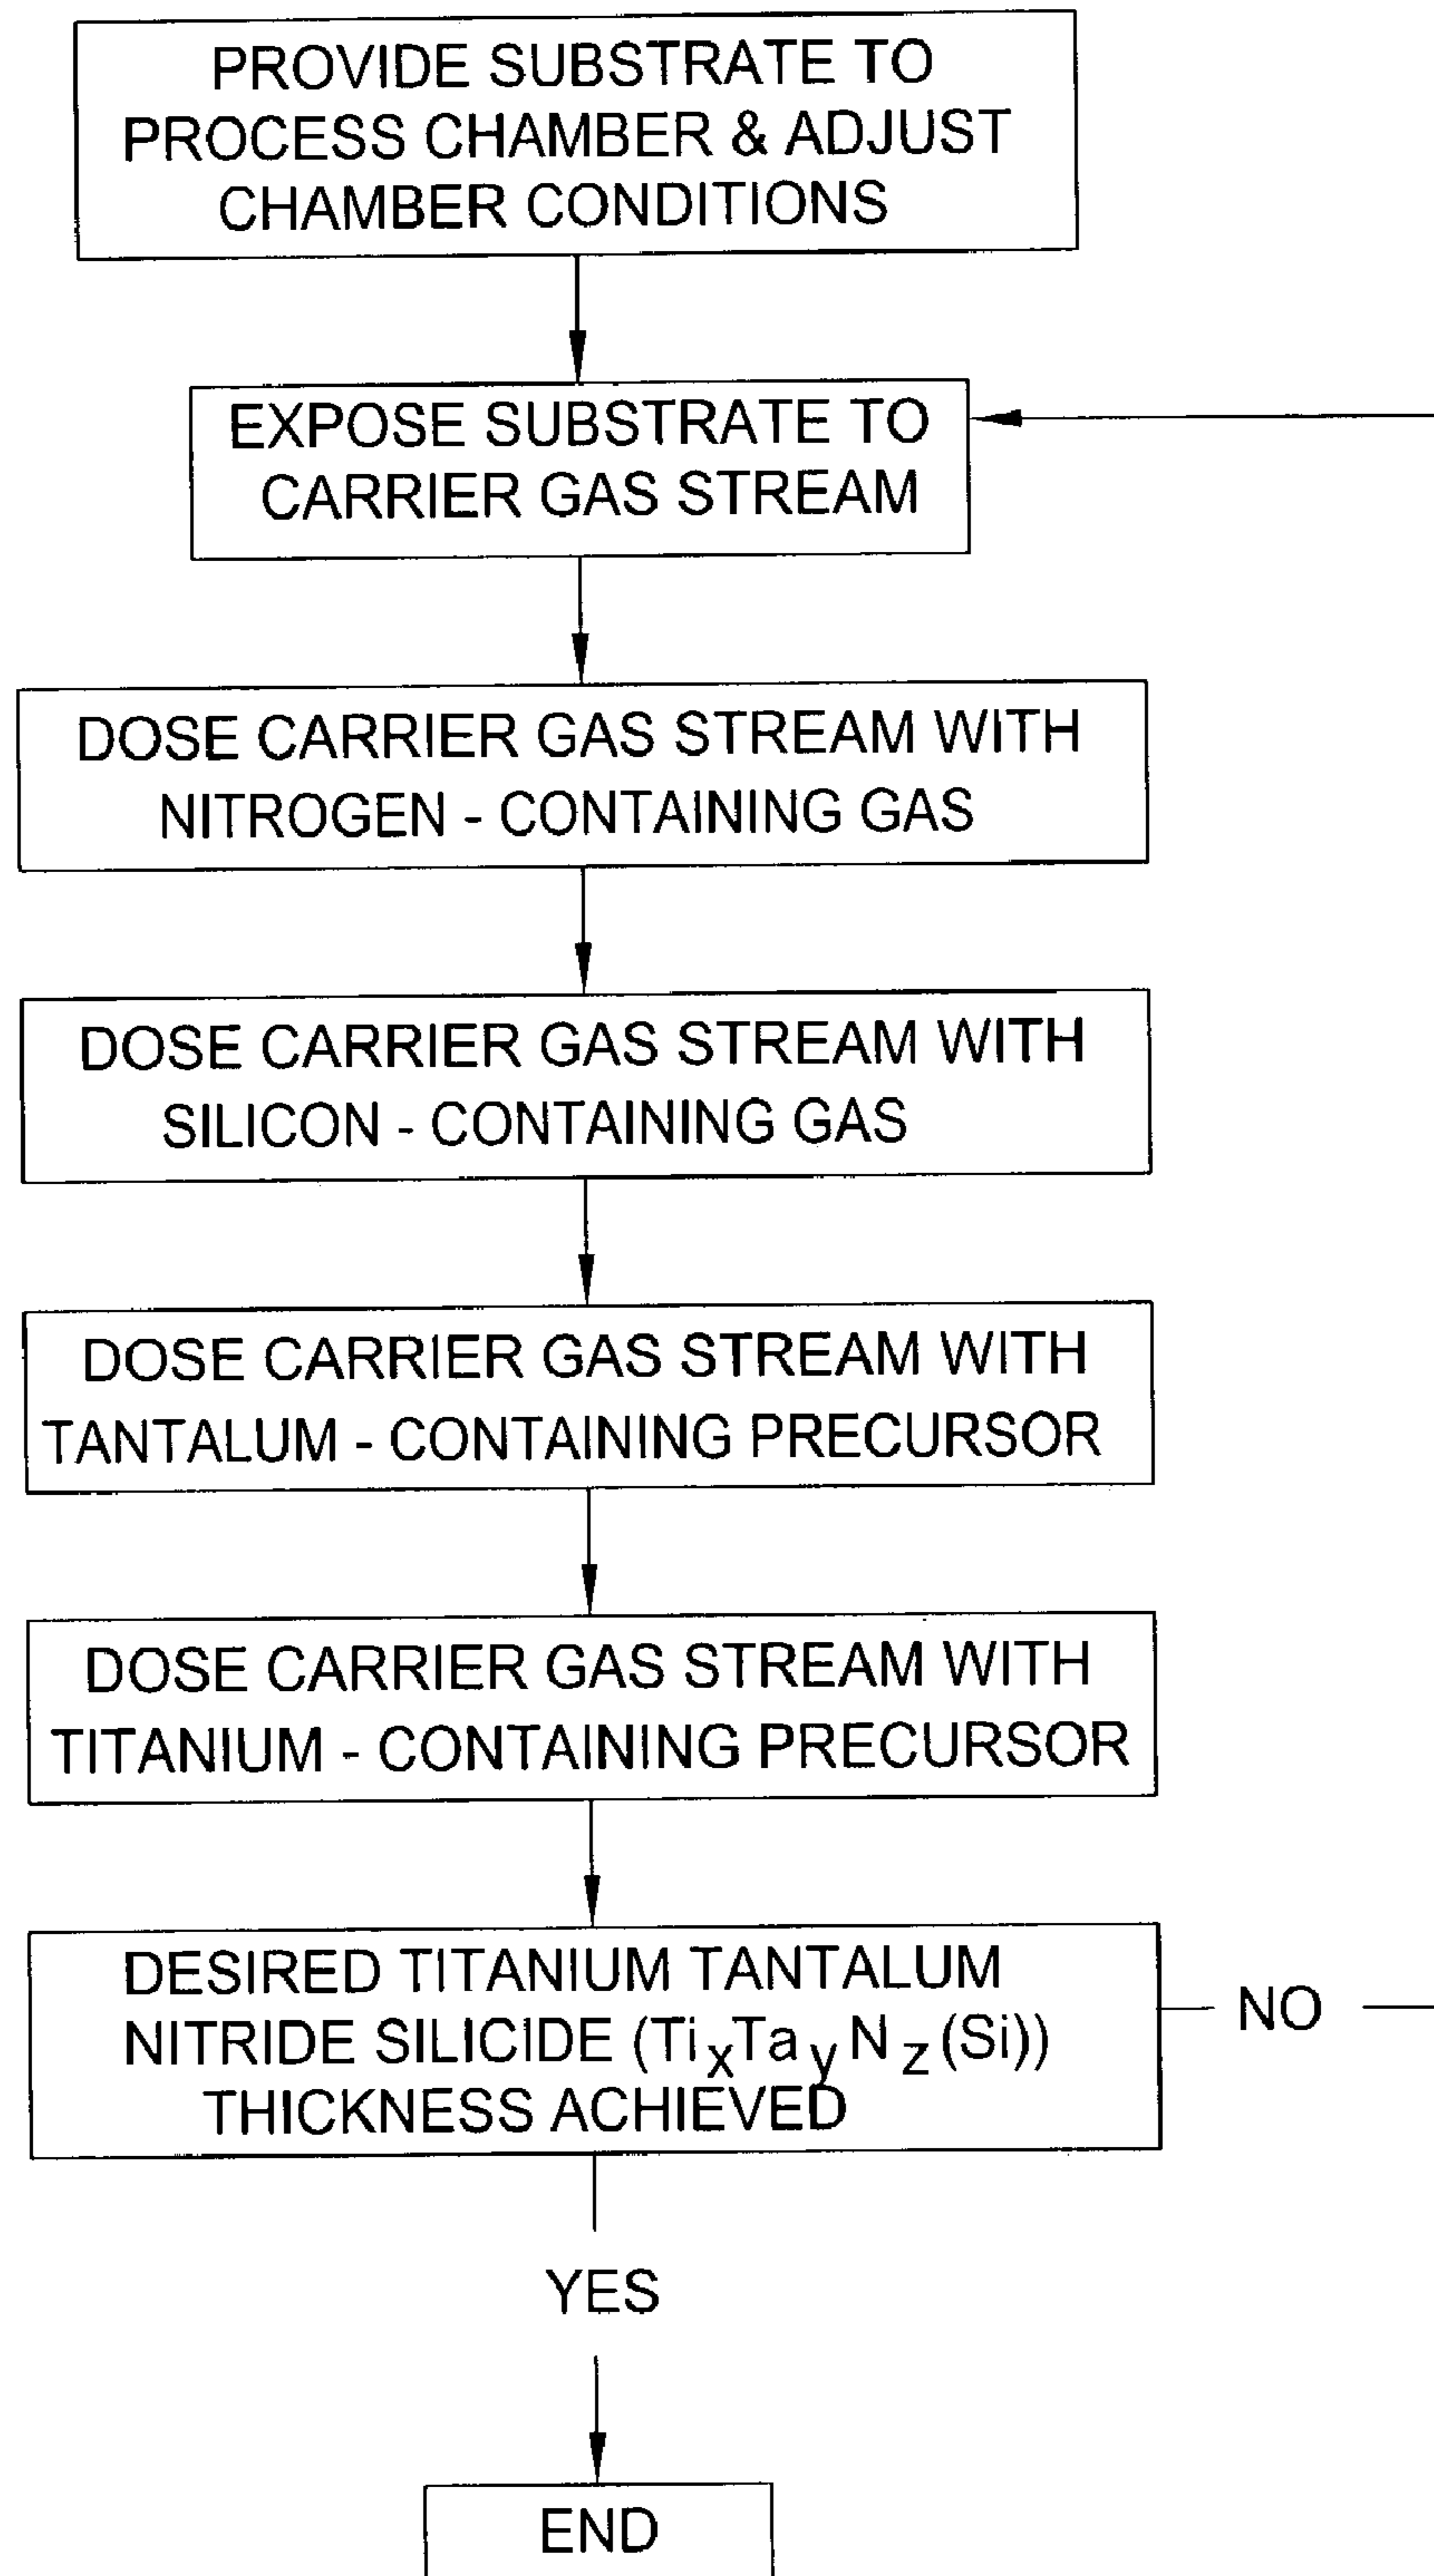 PROVIDE SUBSTRATE TO
PROCESS CHAMBER & ADJUST
CHAMBER CONDITIONS
EXPOSE SUBSTRATE TO
CARRIER GAS STREAM
DOSE CARRIER GAS STREAM WITH
NITROGEN - CONTAINING GAS
DOSE CARRIER GAS STREAM WITH
SILICON - CONTAINING GAS
DOSE CARRIER GAS STREAM WITH
TANTALUM - CONTAINING PRECURSOR
DOSE CARRIER GAS STREAM WITH
TITANIUM - CONTAINING PRECURSOR
DESIRED TITANIUM TANTALUM
NITRIDE SILICIDE (TixTayNz(Si))
THICKNESS ACHIEVED
NO
YES
END